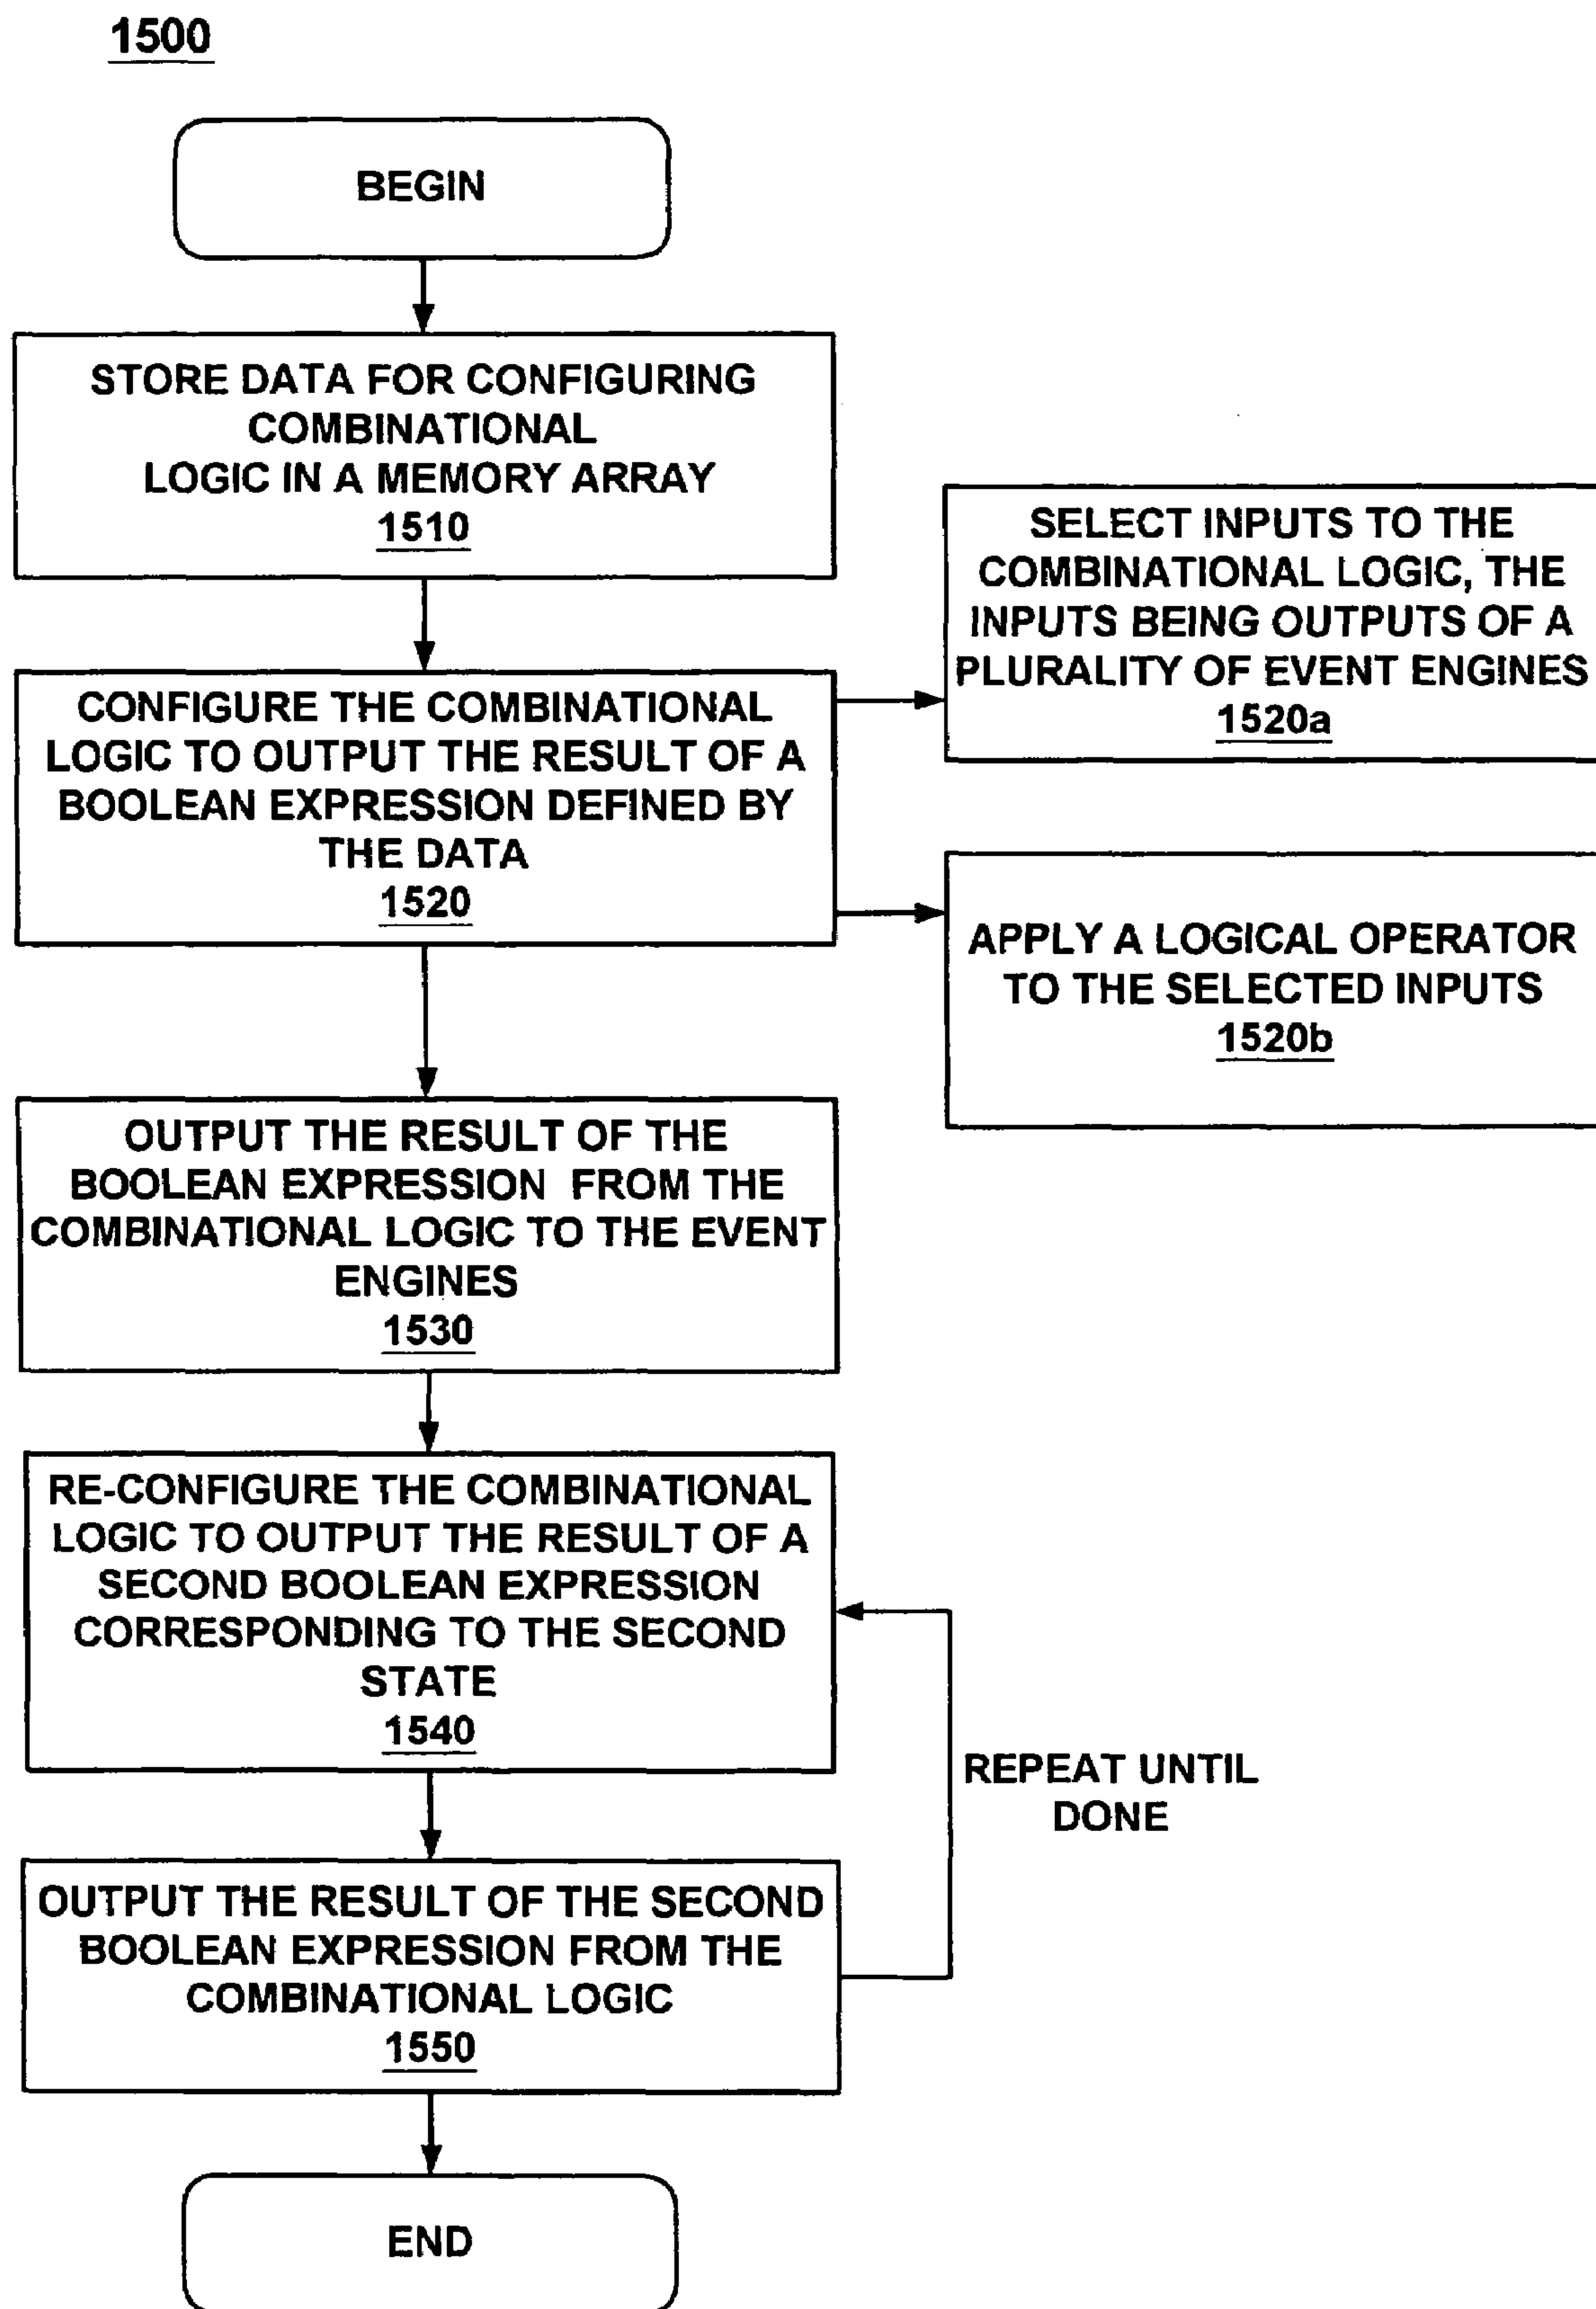 1500
BEGIN
STORE DATA FOR CONFIGURING
COMBINATIONAL
LOGIC IN A MEMORY ARRAY
1510
SELECT INPUTS TO THE
COMBINATIONAL LOGIC, THE
INPUTS BEING OUTPUTS OF A
PLURALITY OF EVENT ENGINES
1520a
CONFIGURE THE COMBINATIONAL
LOGIC TO OUTPUT THE RESULT OF A
BOOLEAN EXPRESSION DEFINED BY
THE DATA
1520
APPLY A LOGICAL OPERATOR
TO THE SELECTED INPUTS
1520b
OUTPUT THE RESULT OF THE
BOOLEAN EXPRESSION FROM THE
COMBINATIONAL LOGIC TO THE EVENT
ENGINES
1530
RE-CONFIGURE THE COMBINATIONAL
LOGIC TO OUTPUT THE RESULT OF A
SECOND BOOLEAN EXPRESSION
CORRESPONDING TO THE SECOND
STATE
1540
REPEAT UNTIL
DONE
OUTPUT THE RESULT OF THE SECOND
BOOLEAN EXPRESSION FROM THE
COMBINATIONAL LOGIC
1550
END